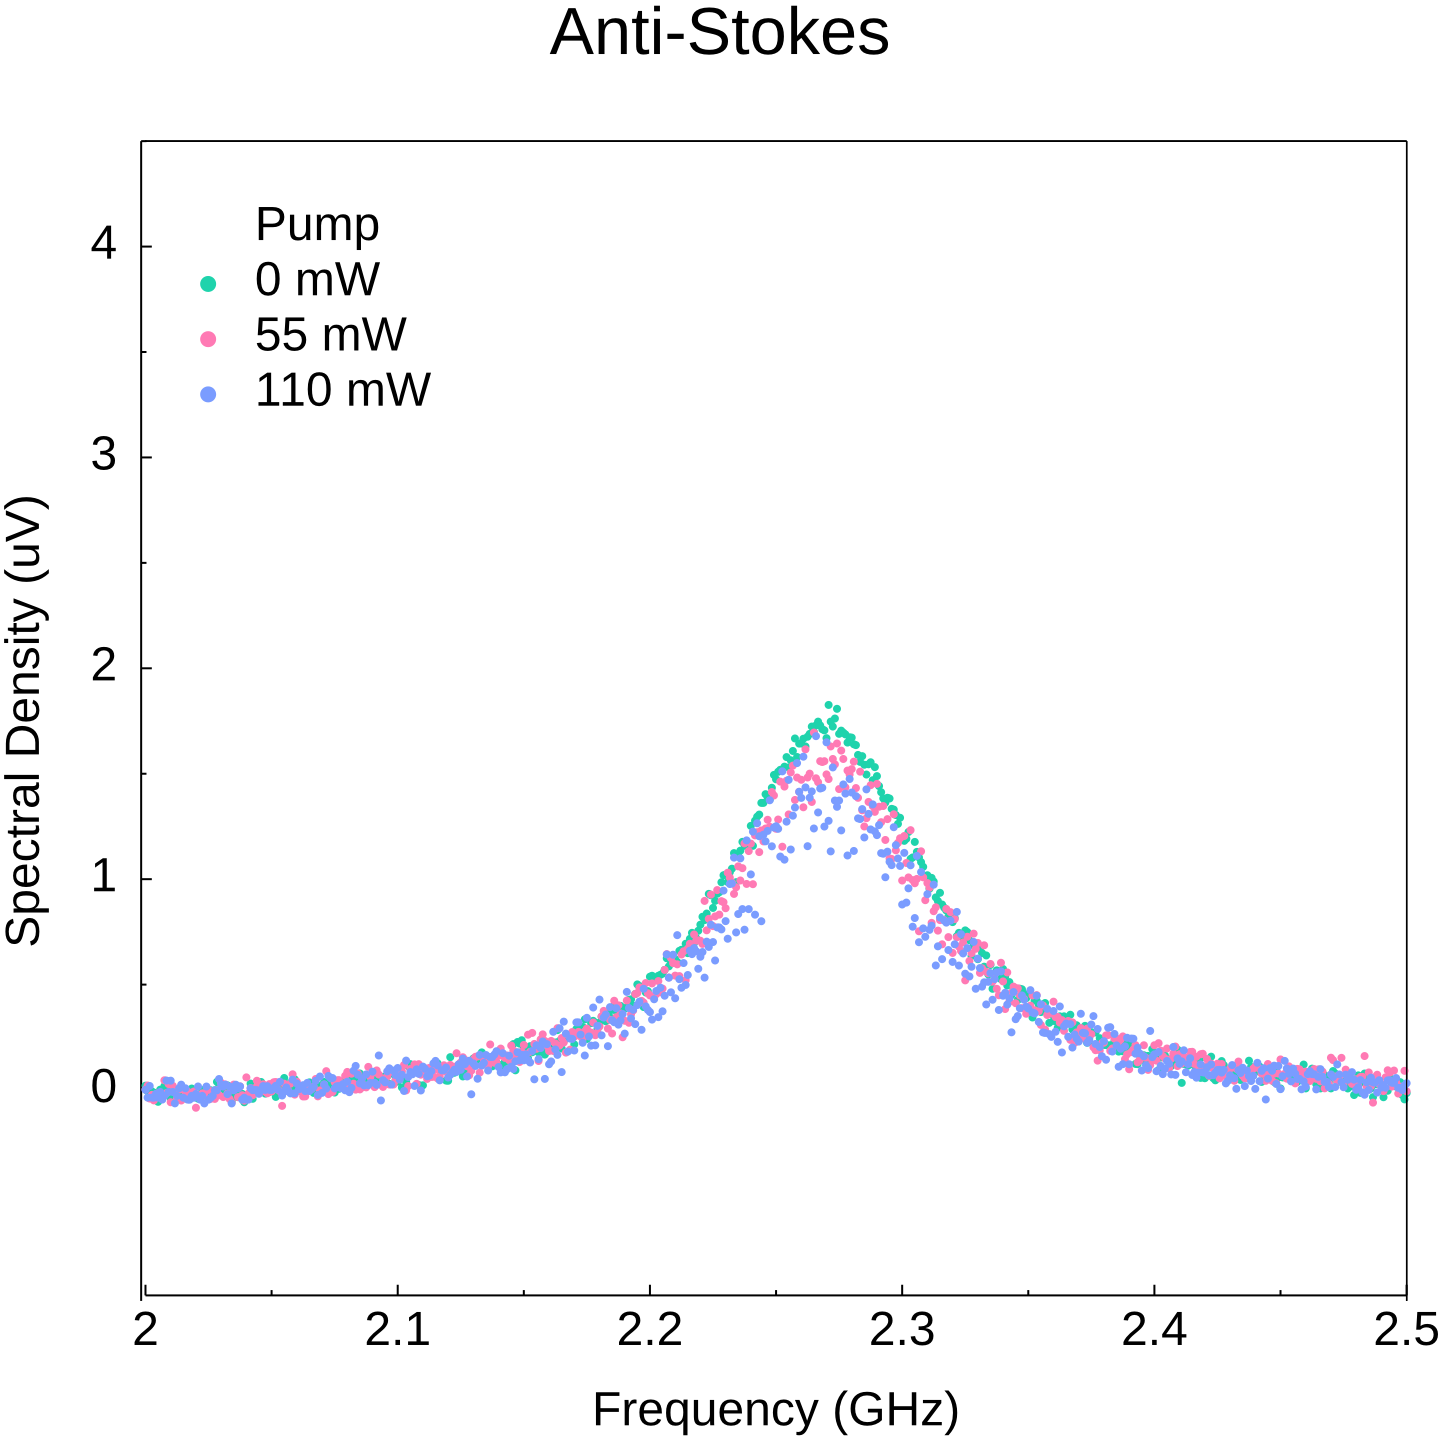 Anti-Stokes
Pump
0 mW
55 mW
110 mW
4
3
2
1
0
Spectral Density (uV)
2 2.1 2.2 2.3 2.4 2.5
Frequency (GHz)